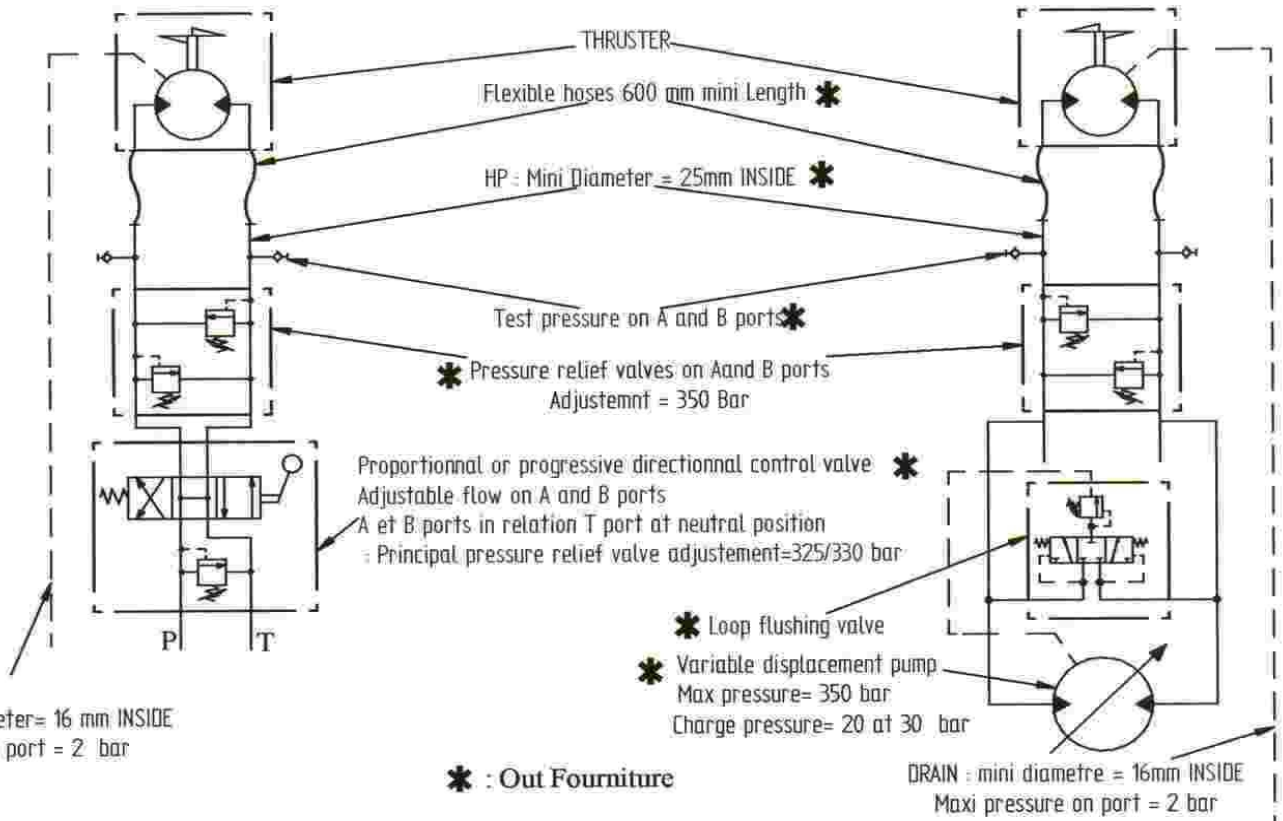 THRUSTER
Flexible hoses 600 mm mini Length ✱
HP : Mini Diameter = 25mm INSIDE ✱
Test pressure on A and B ports ✱
✱ Pressure relief valves on Aand B ports
Adjustemnt = 350 Bar
Proportionnal or progressive directionnal control valve ✱
Adjustable flow on A and B ports
A et B ports in relation T port at neutral position
: Principal pressure relief valve adjustement=325/330 bar
P T
✱ Loop flushing valve
✱ Variable displacement pump
Max pressure= 350 bar
Charge pressure= 20 at 30 bar
eter= 16 mm INSIDE
port = 2 bar
✱ : Out Fourniture
DRAIN : mini diametre = 16mm INSIDE
Maxi pressure on port = 2 bar